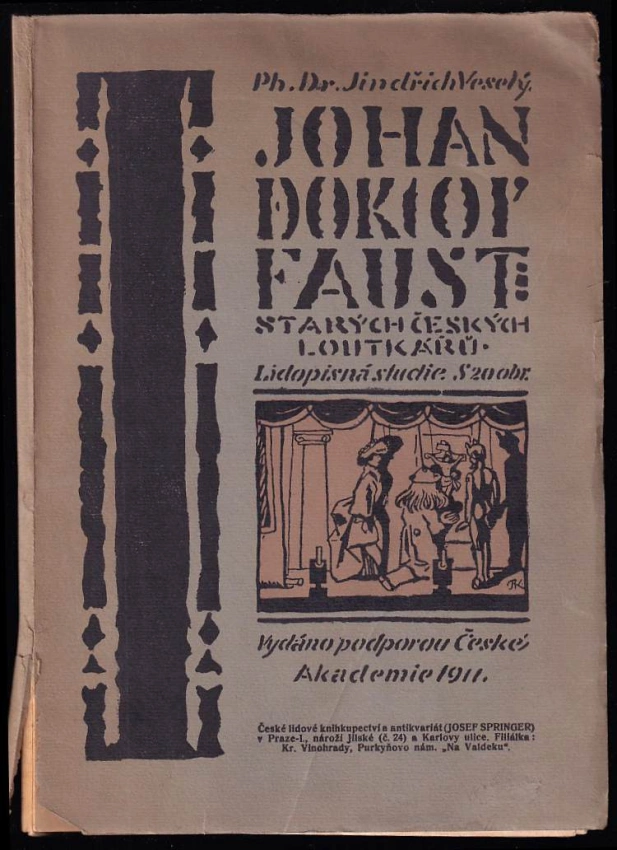 Ph. Dr. Jindřich Veselý.
JOHAN
DOKTOR
FAUST:
STARÝCH ČESKÝCH
LOUTKÁŘŮ.
Lidopisná studie. S 20 obr.
Vydáno podporou České
Akademie 1911.
České lidové knihkupectví a antikvariát (JOSEF SPRINGER)
v Praze-I., nároží Jilské (č. 24) a Karlovy ulice. Filiálka:
Kr. Vinohrady, Purkyňovo nám. „Na Valdeku“.